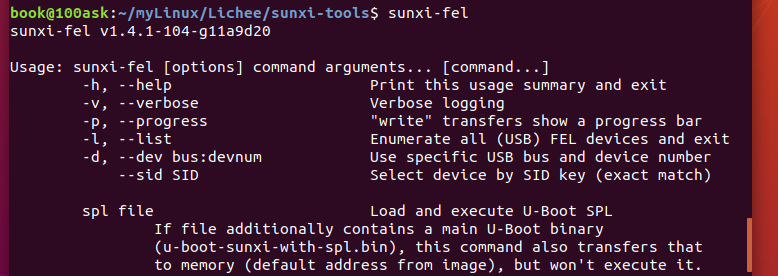 book@100ask:~/myLinux/Lichee/sunxi-tools$ sunxi-fel
sunxi-fel v1.4.1-104-g11a9d20
Usage: sunxi-fel [options] command arguments... [command...]
-h, --help Print this usage summary and exit
-v, --verbose Verbose logging
-p, --progress "write" transfers show a progress bar
-l, --list Enumerate all (USB) FEL devices and exit
-d, --dev bus:devnum Use specific USB bus and device number
--sid SID Select device by SID key (exact match)
spl file Load and execute U-Boot SPL
If file additionally contains a main U-Boot binary
(u-boot-sunxi-with-spl.bin), this command also transfers that
to memory (default address from image), but won't execute it.